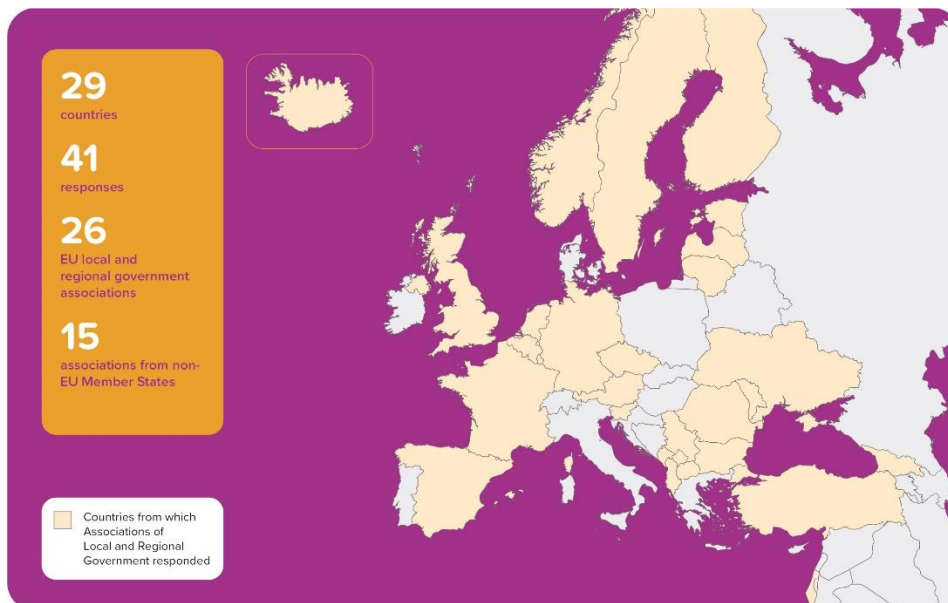 29
countries
41
responses
26
EU local and
regional government
associations
15
associations from non-
EU Member States
Countries from which
Associations of
Local and Regional
Government responded